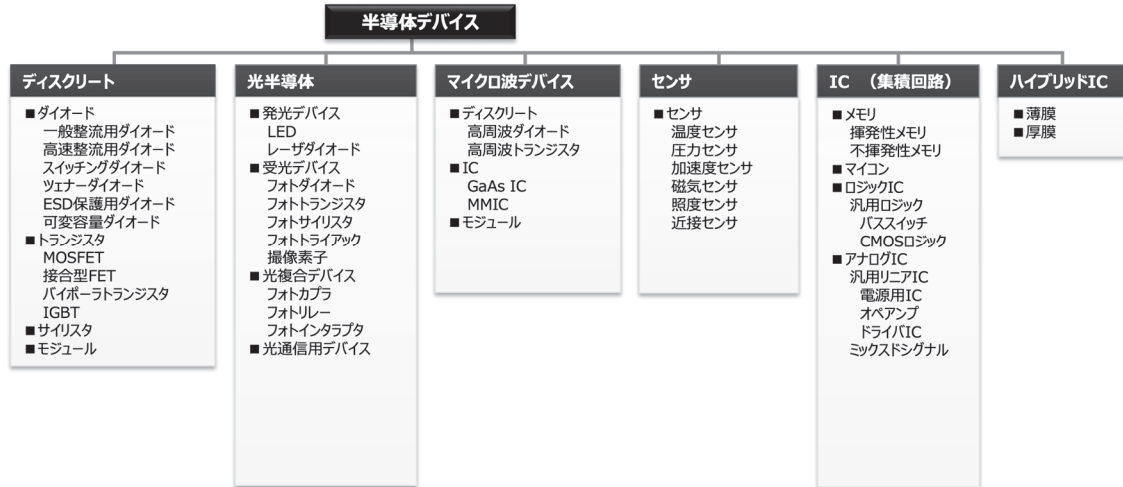 半導体デバイス
ディスクリート
■ダイオード
一般整流用ダイオード
高速整流用ダイオード
スイッチングダイオード
ツェナーダイオード
ESD保護用ダイオード
可変容量ダイオード
■トランジスタ
MOSFET
接合型FET
バイポーラトランジスタ
IGBT
■サイリスタ
■モジュール
光半導体
■発光デバイス
LED
レーザダイオード
■受光デバイス
フォトダイオード
フォトトランジスタ
フォトサイリスタ
フォトトライアック
撮像素子
■光複合デバイス
フォトカプラ
フォトリレー
フォトインタラプタ
■光通信用デバイス
マイクロ波デバイス
■ディスクリート
高周波ダイオード
高周波トランジスタ
■IC
GaAs IC
MMIC
■モジュール
センサ
■センサ
温度センサ
圧力センサ
加速度センサ
磁気センサ
照度センサ
近接センサ
IC （集積回路）
■メモリ
揮発性メモリ
不揮発性メモリ
■マイコン
■ロジックIC
汎用ロジック
バススイッチ
CMOSロジック
■アナログIC
汎用リニアIC
電源用IC
オペアンプ
ドライバIC
ミックスドシグナル
ハイブリッドIC
■薄膜
■厚膜